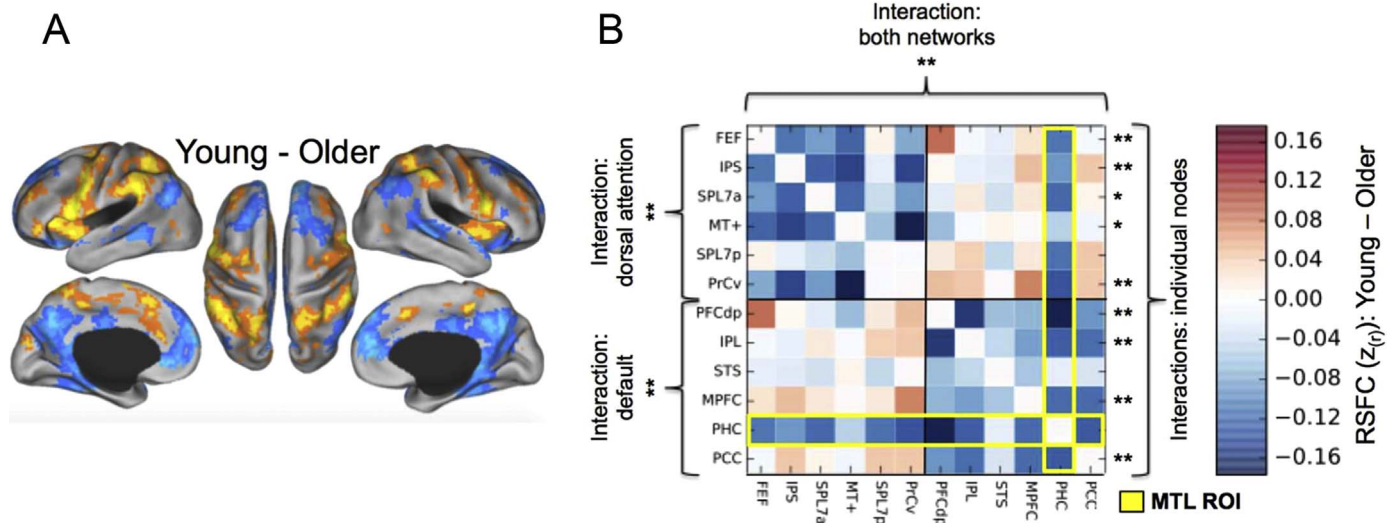 A
Young - Older
B
Interaction:
both networks
**
Interaction:
dorsal attention
**
Interaction:
default
**
FEF
IPS
SPL7a
MT+
SPL7p
PrCv
PFCdp
IPL
STS
MPFC
PHC
PCC
**
**
*
*
**
**
**
**
**
Interactions: individual nodes
FEF
IPS
SPL7a
MT+
SPL7p
PrCv
PFCdp
IPL
STS
MPFC
PHC
PCC
MTL ROI
0.16
0.12
0.08
0.04
0.00
−0.04
−0.08
−0.12
−0.16
RSFC (z(r)): Young – Older